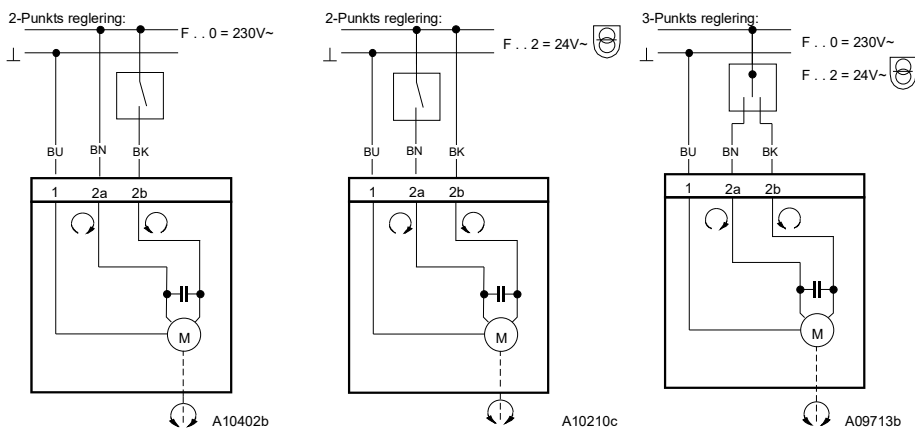 2-Punkts reglering:
F . . 0 = 230V~
BU
BN
BK
1
2a
2b
M
A10402b
2-Punkts reglering:
F . . 2 = 24V~
BU
BN
BK
1
2a
2b
M
A10210c
3-Punkts reglering:
F . . 0 = 230V~
F . . 2 = 24V~
BU
BN
BK
1
2a
2b
M
A09713b